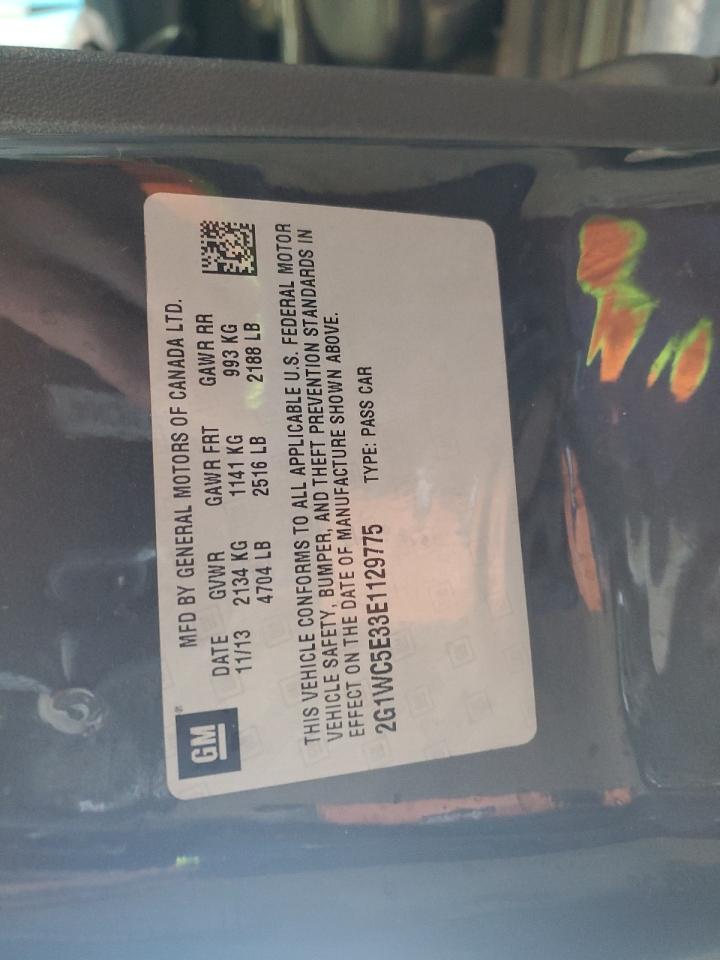 GM®
MFD BY GENERAL MOTORS OF CANADA LTD.
DATE GVWR GAWR FRT GAWR RR
11/13 2134 KG 1141 KG 993 KG
4704 LB 2516 LB 2188 LB
THIS VEHICLE CONFORMS TO ALL APPLICABLE U.S. FEDERAL MOTOR
VEHICLE SAFETY, BUMPER, AND THEFT PREVENTION STANDARDS IN
EFFECT ON THE DATE OF MANUFACTURE SHOWN ABOVE.
2G1WC5E33E1129775 TYPE: PASS CAR